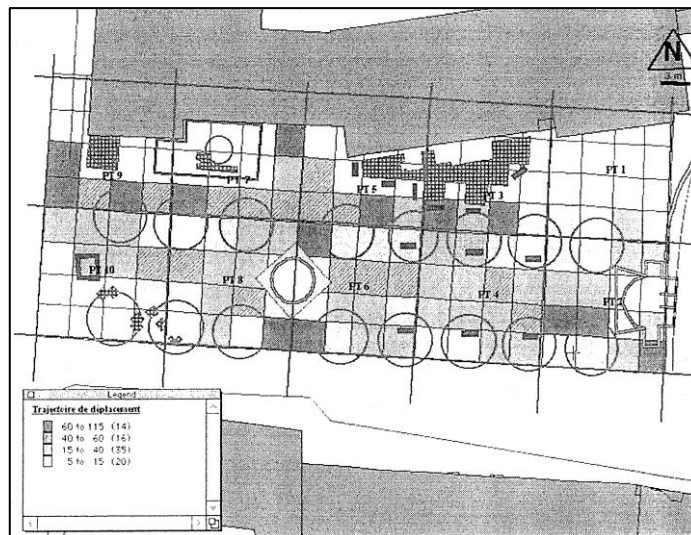 N
3 m
PT 1
PT 9
PT 7
PT 5
PT 3
PT 10
PT 8
PT 6
PT 4
PT 2
Legend
Trajectoire de déplacement
60 to 115 (14)
40 to 60 (16)
15 to 40 (35)
5 to 15 (20)